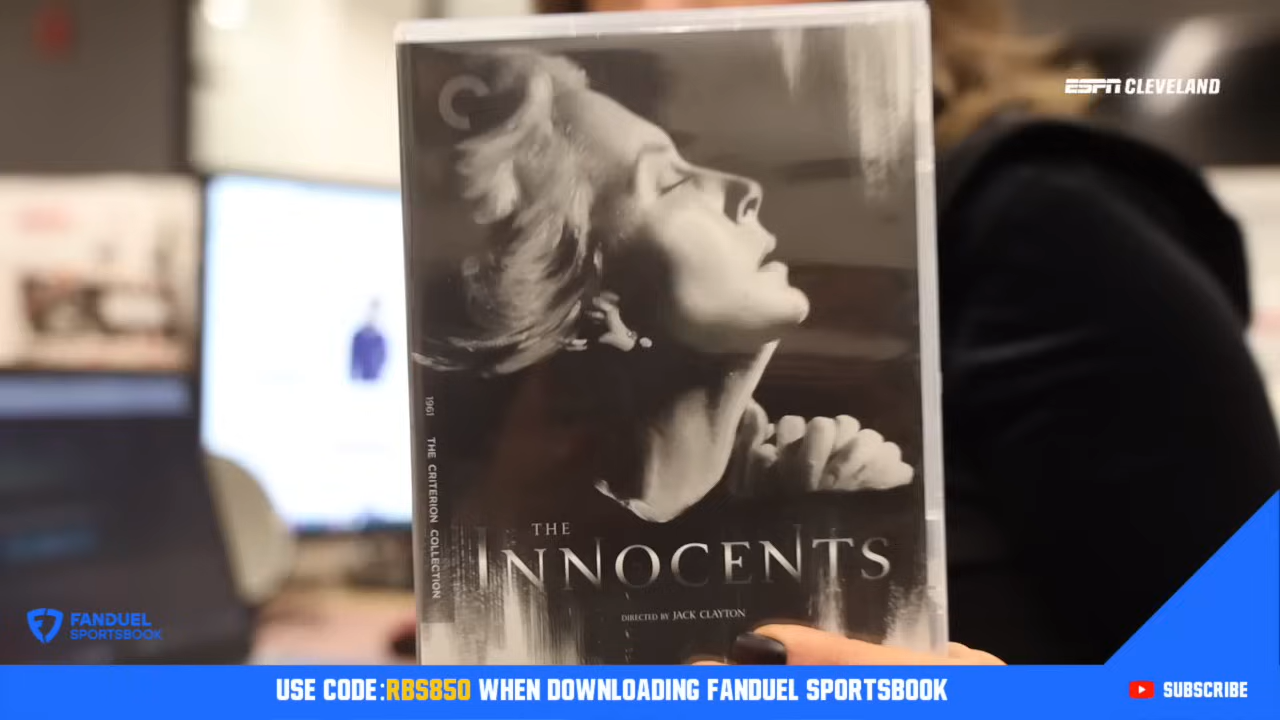 ESPN CLEVELAND
1961 THE CRITERION COLLECTION
THE
INNOCENTS
DIRECTED BY JACK CLAYTON
FANDUEL
SPORTSBOOK
USE CODE:RBS850 WHEN DOWNLOADING FANDUEL SPORTSBOOK
SUBSCRIBE